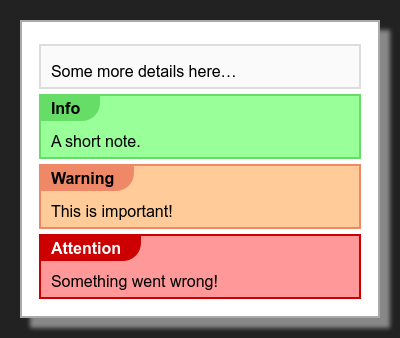 Some more details here…
Info
A short note.
Warning
This is important!
Attention
Something went wrong!